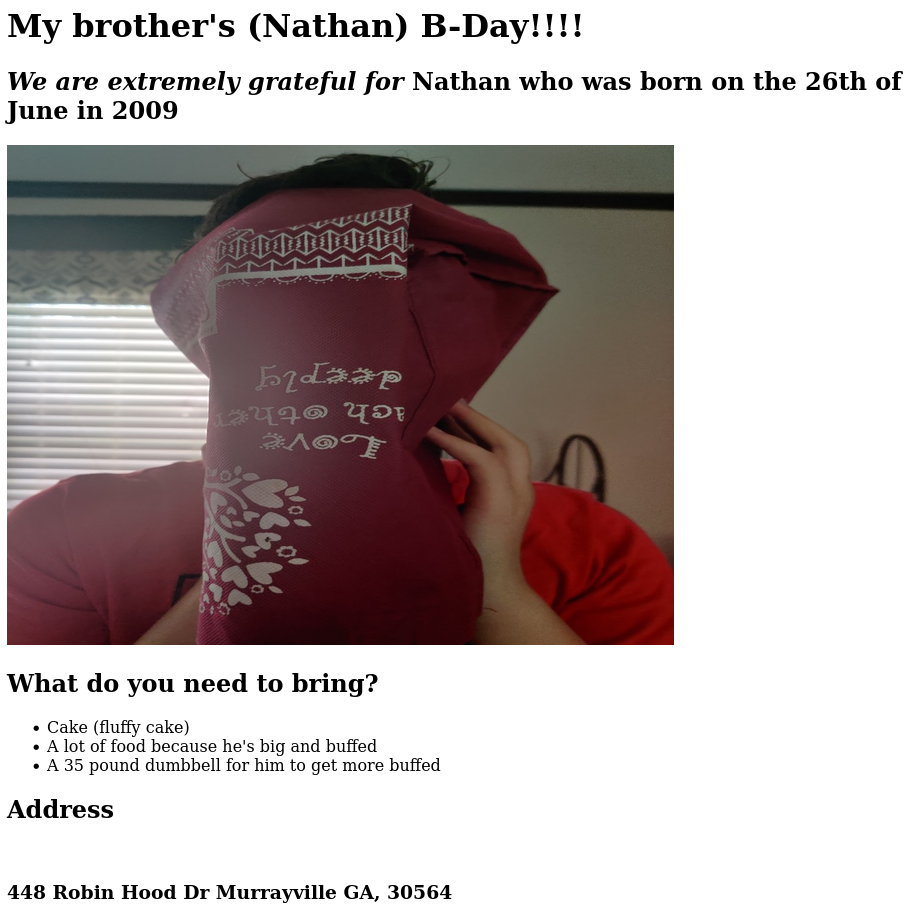 My brother's (Nathan) B-Day!!!!
We are extremely grateful for Nathan who was born on the 26th of
June in 2009
Love
ach other
deeply
What do you need to bring?
• Cake (fluffy cake)
• A lot of food because he's big and buffed
• A 35 pound dumbbell for him to get more buffed
Address
448 Robin Hood Dr Murrayville GA, 30564